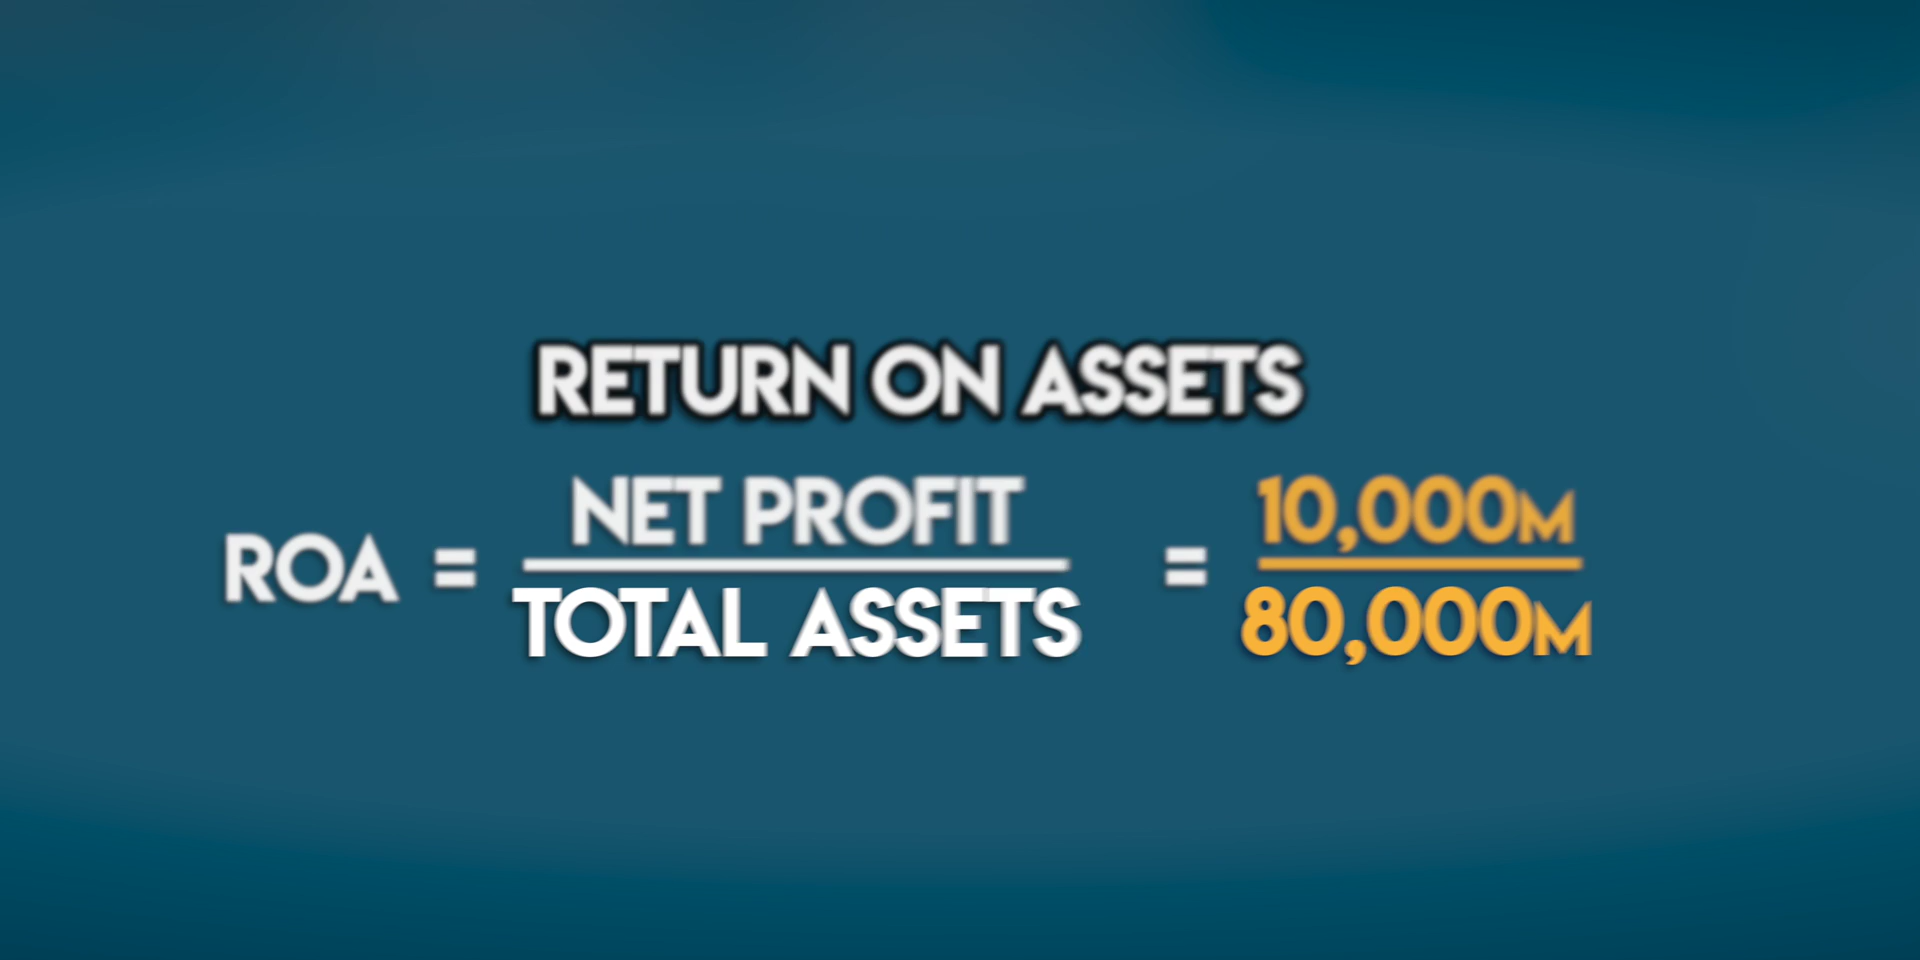 RETURN ON ASSETS
ROA = NET PROFIT / TOTAL ASSETS = 10,000M / 80,000M